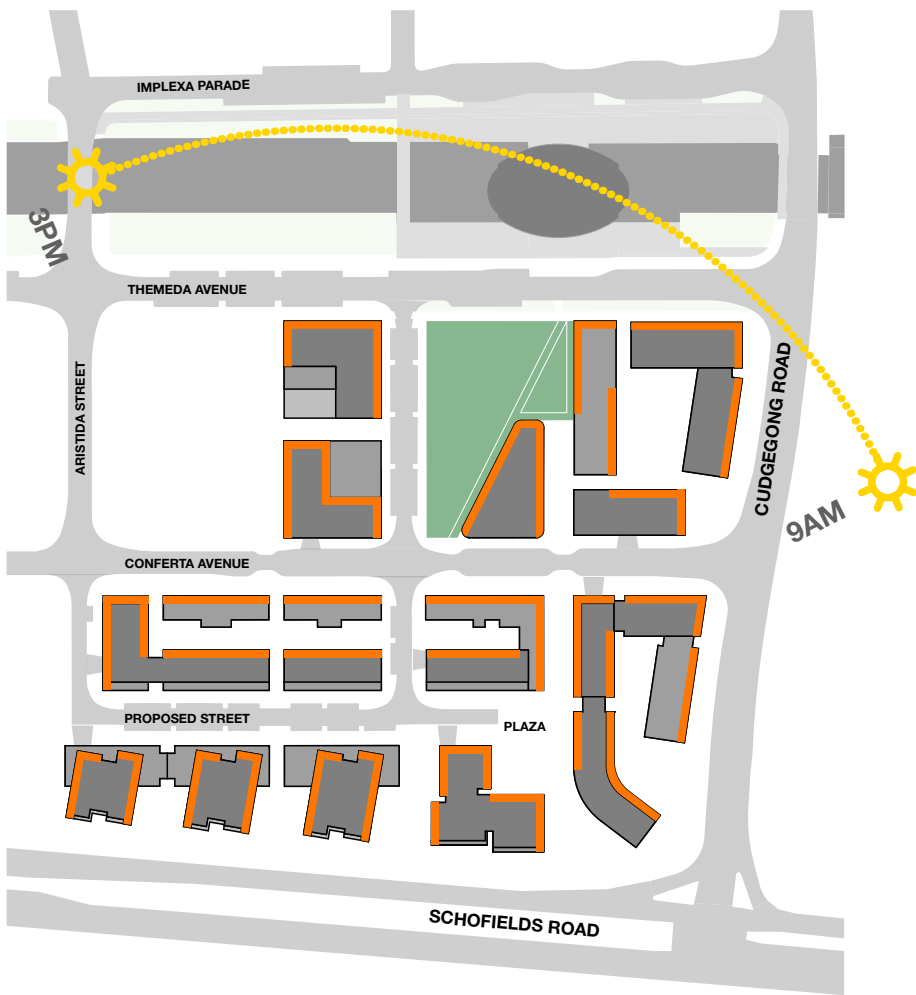 IMPLEXA PARADE
3PM
THEMEDA AVENUE
ARISTIDA STREET
CUDGEGONG ROAD
9AM
CONFERTA AVENUE
PROPOSED STREET
PLAZA
SCHOFIELDS ROAD